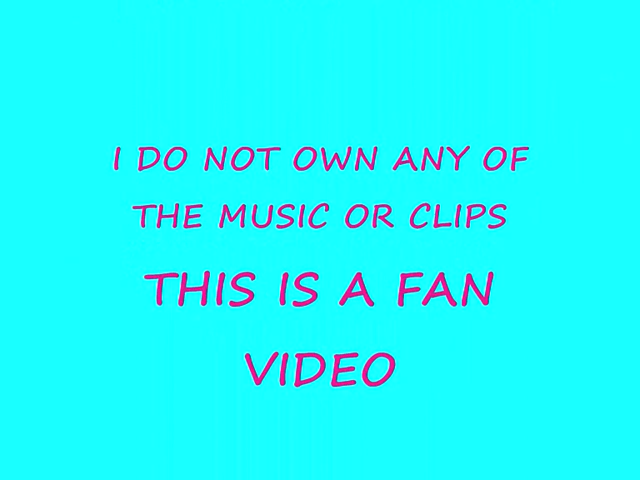 I DO NOT OWN ANY OF
THE MUSIC OR CLIPS
THIS IS A FAN
VIDEO